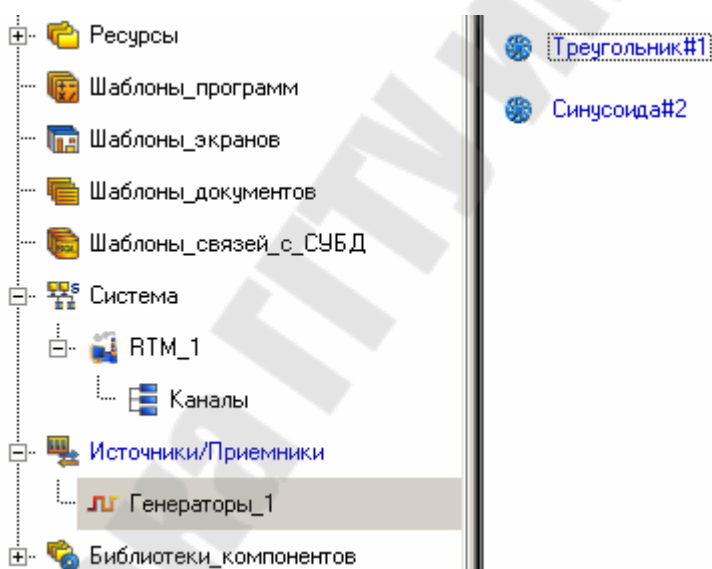 Ресурсы
Шаблоны_программ
Шаблоны_экранов
Шаблоны_документов
Шаблоны_связей_с_СУБД
Система
RTM_1
Каналы
Источники/Приемники
Генераторы_1
Библиотеки_компонентов
Треугольник#1
Синусоида#2